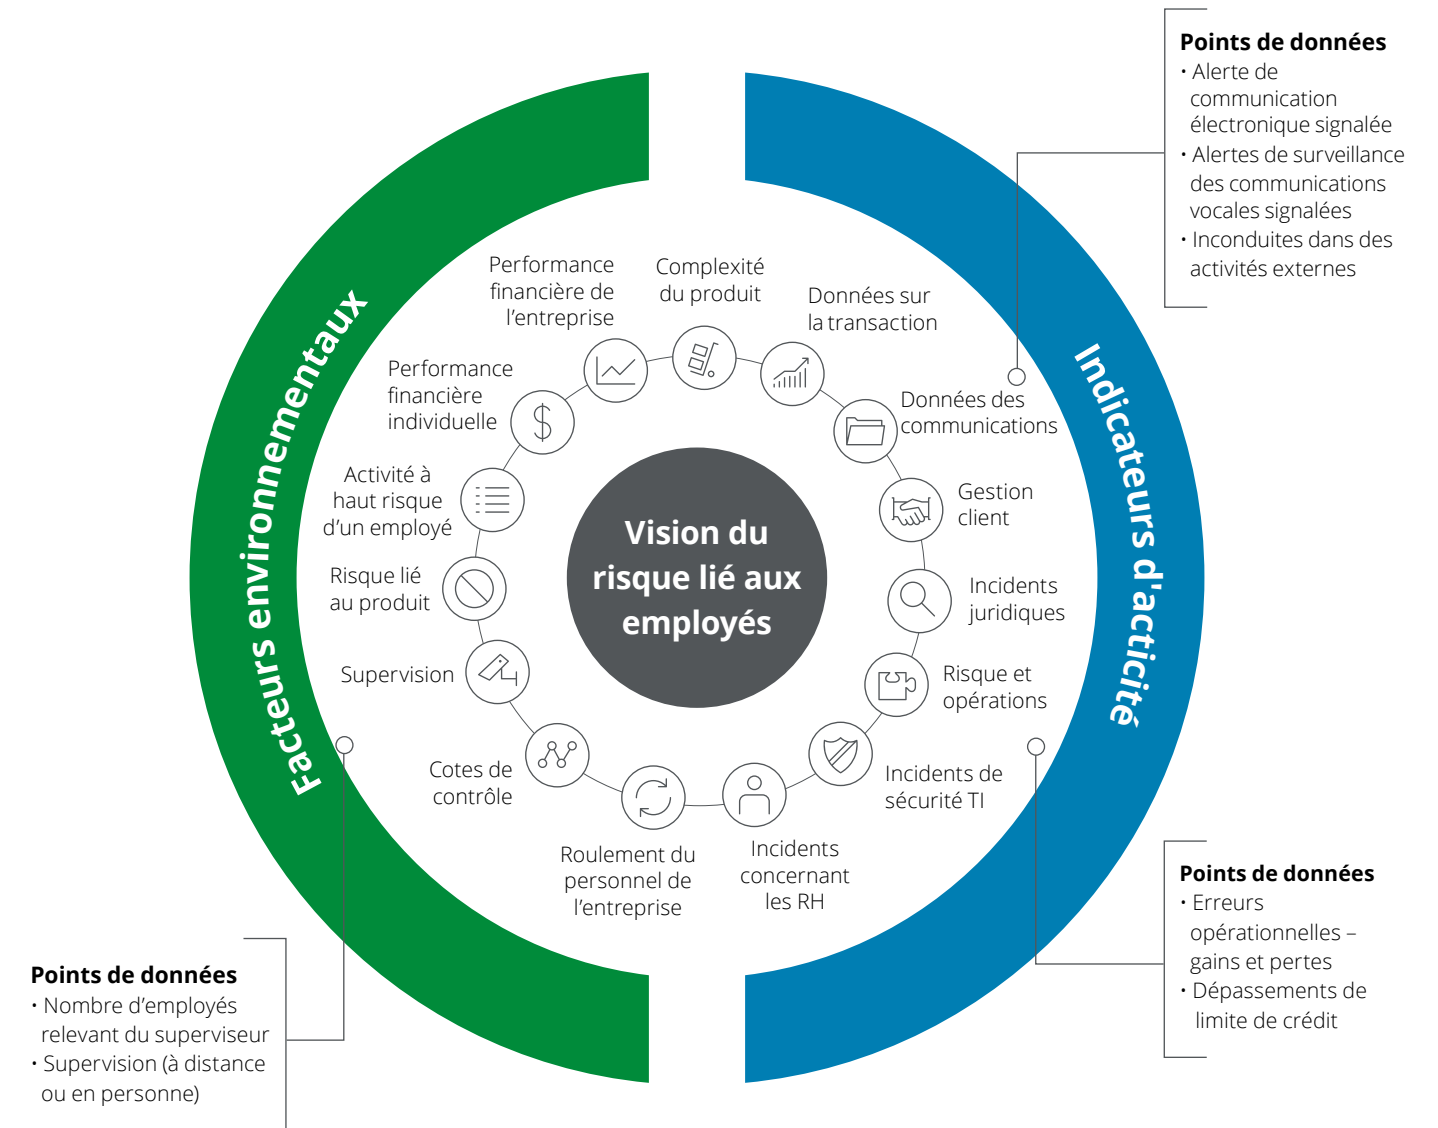 Points de données
• Alerte de
communication
électronique signalée
• Alertes de surveillance
des communications
vocales signalées
• Inconduites dans des
activités externes
Facteurs environnementaux
Indicateurs d'acticité
Performance
financière de
l’entreprise
Complexité
du produit
Données sur
la transaction
Performance
financière
individuelle
Données des
communications
Activité à
haut risque
d’un employé
Gestion
client
Vision du
risque lié aux
employés
Risque lié
au produit
Incidents
juridiques
Supervision
Risque et
opérations
Cotes de
contrôle
Incidents de
sécurité TI
Roulement du
personnel de
l’entreprise
Incidents
concernant
les RH
Points de données
• Erreurs
opérationnelles –
gains et pertes
• Dépassements de
limite de crédit
Points de données
• Nombre d’employés
relevant du superviseur
• Supervision (à distance
ou en personne)